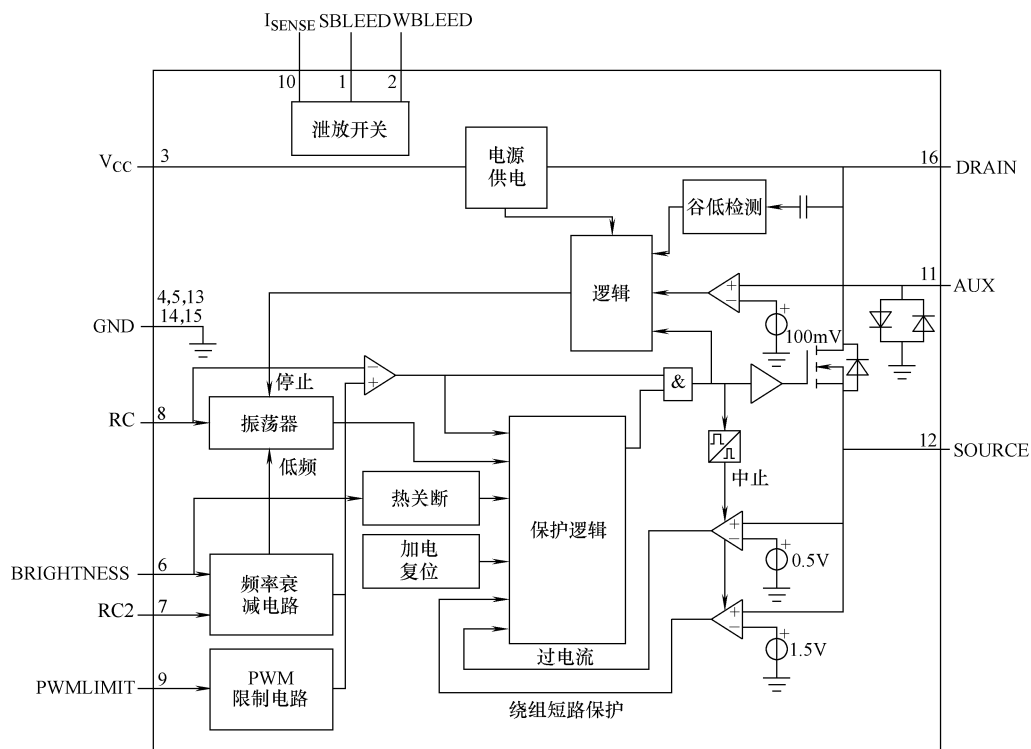 I_SENSE SBLEED WBLEED
10 1 2
泄放开关
V_CC 3
电源
供电
16 DRAIN
谷低检测
逻辑
11 AUX
4,5,13
14,15
GND
100mV
停止
&
RC 8
振荡器
12 SOURCE
低频
中止
热关断
保护逻辑
加电
复位
0.5V
BRIGHTNESS 6
频率衰
减电路
RC2 7
过电流
1.5V
PWMLIMIT 9
PWM
限制电路
绕组短路保护